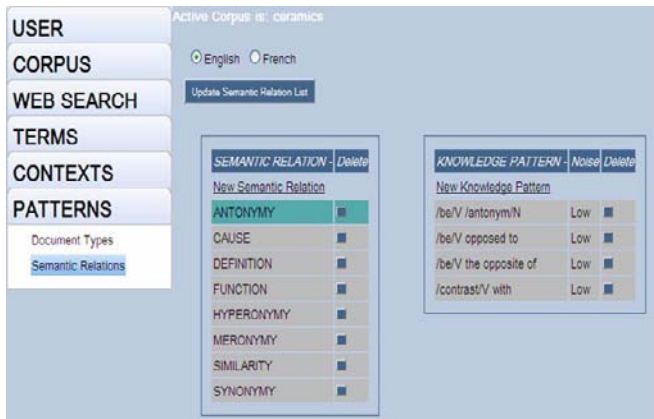 USER
CORPUS
WEB SEARCH
TERMS
CONTEXTS
PATTERNS
Document Types
Semantic Relations
Active Corpus is: ceramics
English French
Update Semantic Relation List
SEMANTIC RELATION - Delete
New Semantic Relation
ANTONYMY
CAUSE
DEFINITION
FUNCTION
HYPERONYMY
MERONYMY
SIMILARITY
SYNONYMY
KNOWLEDGE PATTERN - Noise Delete
New Knowledge Pattern
/be/V /antonym/N Low
/be/V opposed to Low
/be/V the opposite of Low
/contrast/V with Low